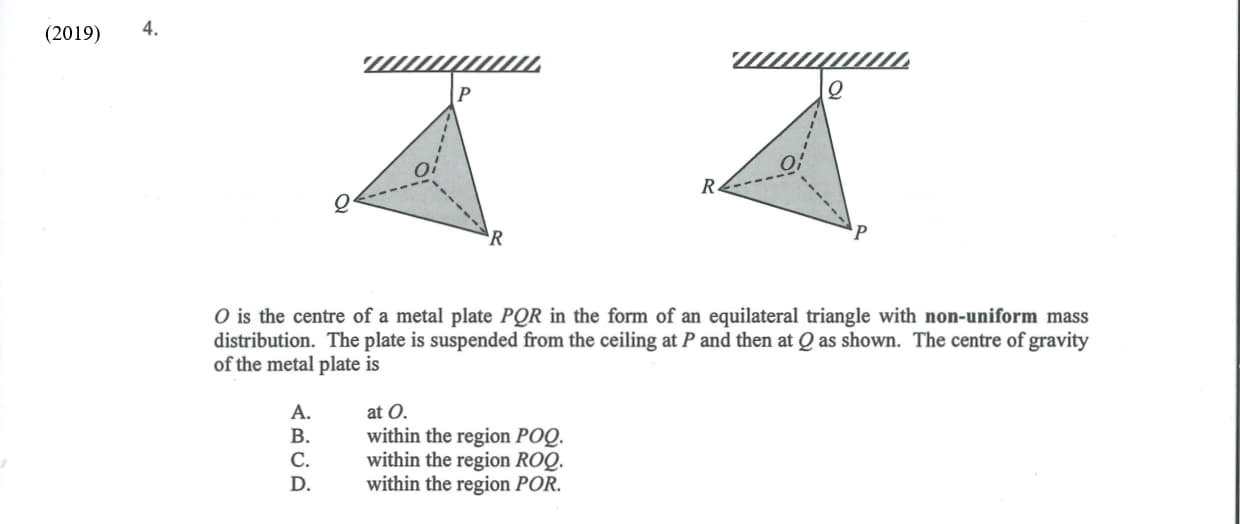 (2019) 4.
P Q
O O
Q R
R P
O is the centre of a metal plate PQR in the form of an equilateral triangle with non-uniform mass
distribution. The plate is suspended from the ceiling at P and then at Q as shown. The centre of gravity
of the metal plate is
A. at O.
B. within the region POQ.
C. within the region ROQ.
D. within the region POR.